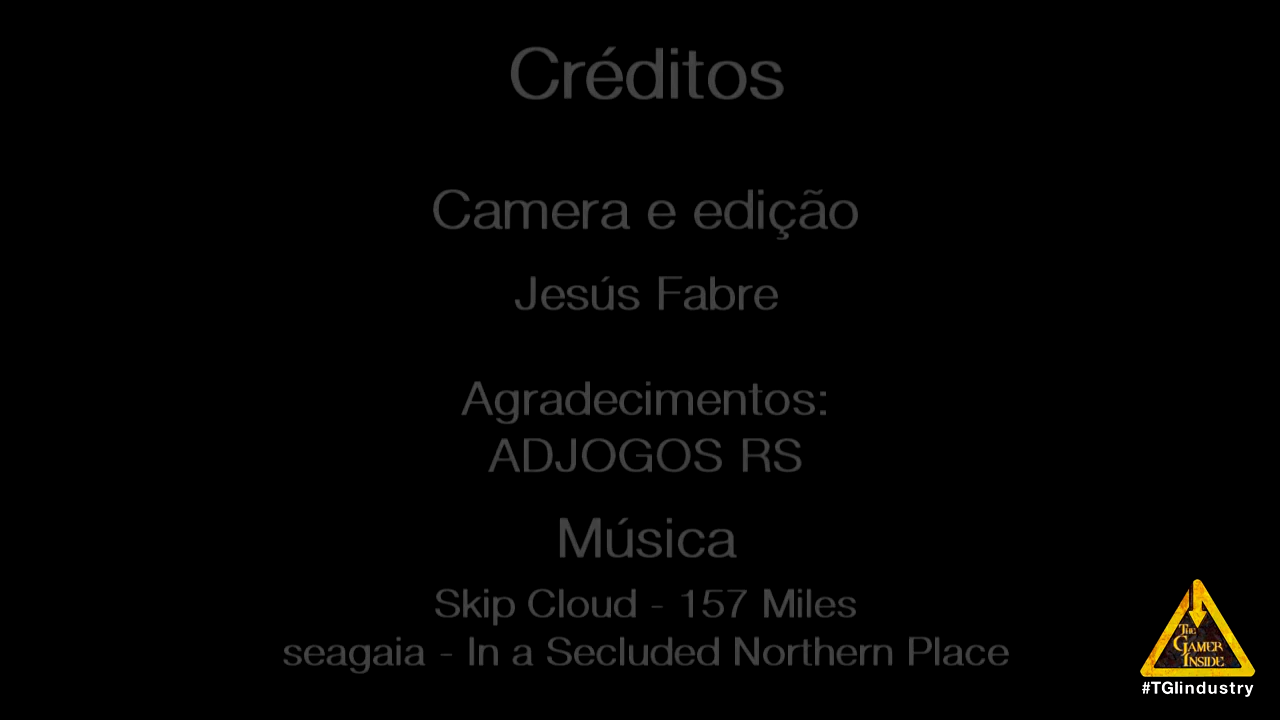 Créditos
Camera e edição
Jesús Fabre
Agradecimentos:
ADJOGOS RS
Música
Skip Cloud - 157 Miles
seagaia - In a Secluded Northern Place
THE
GAMER
INSIDE
#TGIindustry